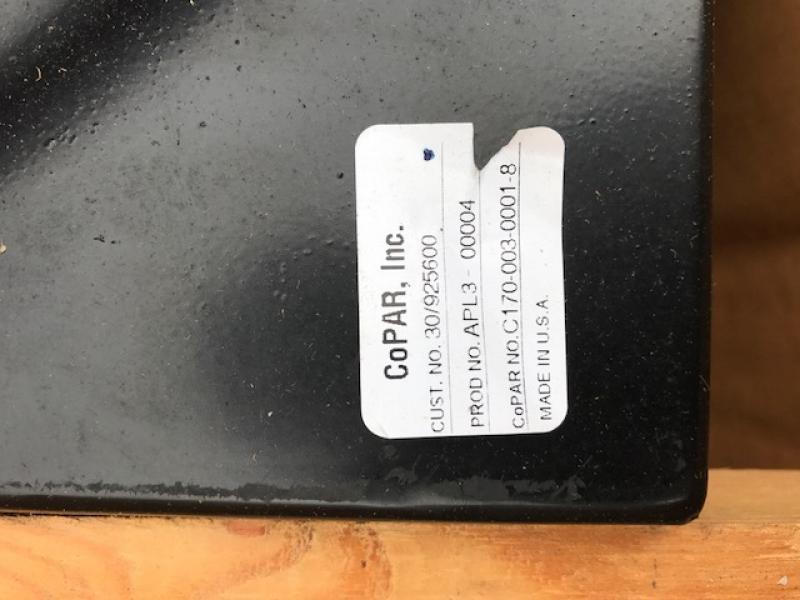 CoPAR, Inc.
CUST. NO. 30/925600
PROD NO. APL3 - 00004
CoPAR NO. C170-003-0001-8
MADE IN U.S.A.